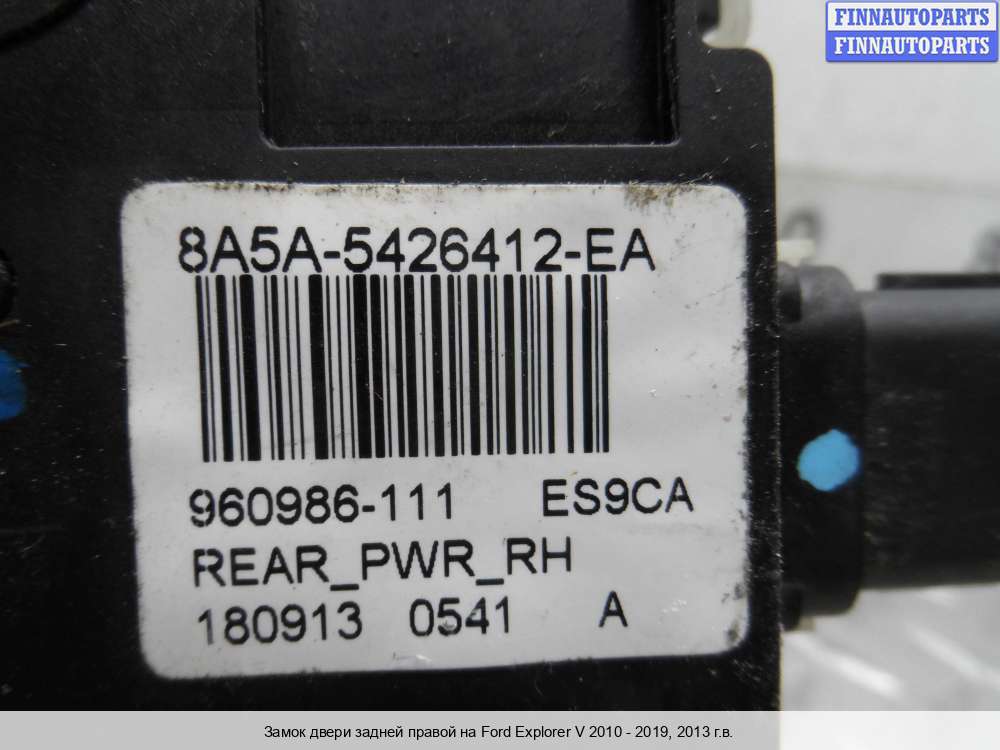 FINNAUTOPARTS
FINNAUTOPARTS
8A5A-5426412-EA
960986-111 ES9CA
REAR_PWR_RH
180913 0541 A
Замок двери задней правой на Ford Explorer V 2010 - 2019, 2013 г.в.